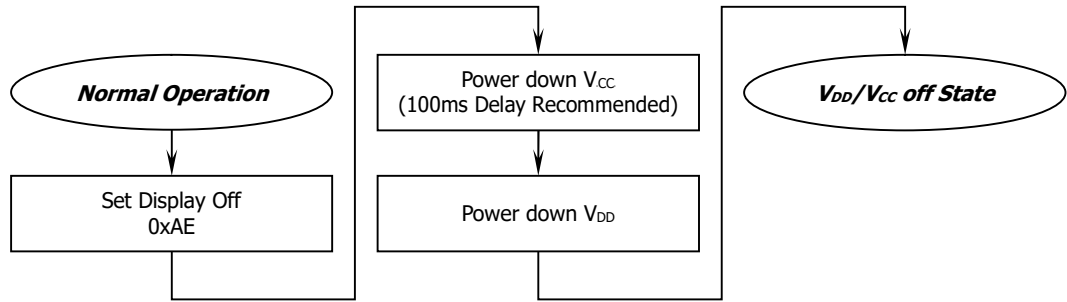 Normal Operation
Set Display Off
0xAE
Power down VCC
(100ms Delay Recommended)
Power down VDD
VDD/VCC off State